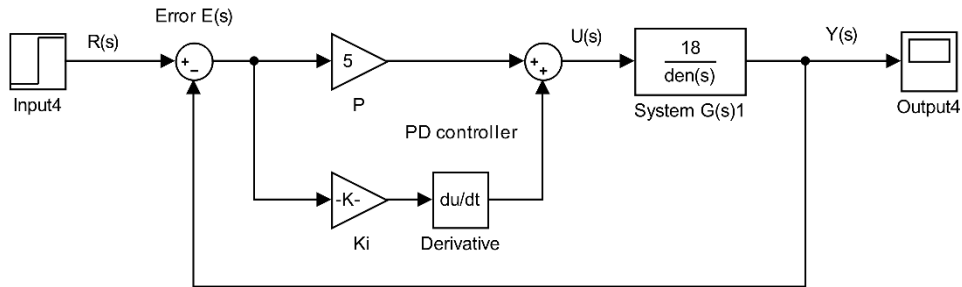 Error E(s)
R(s)
Input4
+
−
5
P
+
+
U(s)
18
den(s)
System G(s)1
Y(s)
Output4
PD controller
-K-
Ki
du/dt
Derivative